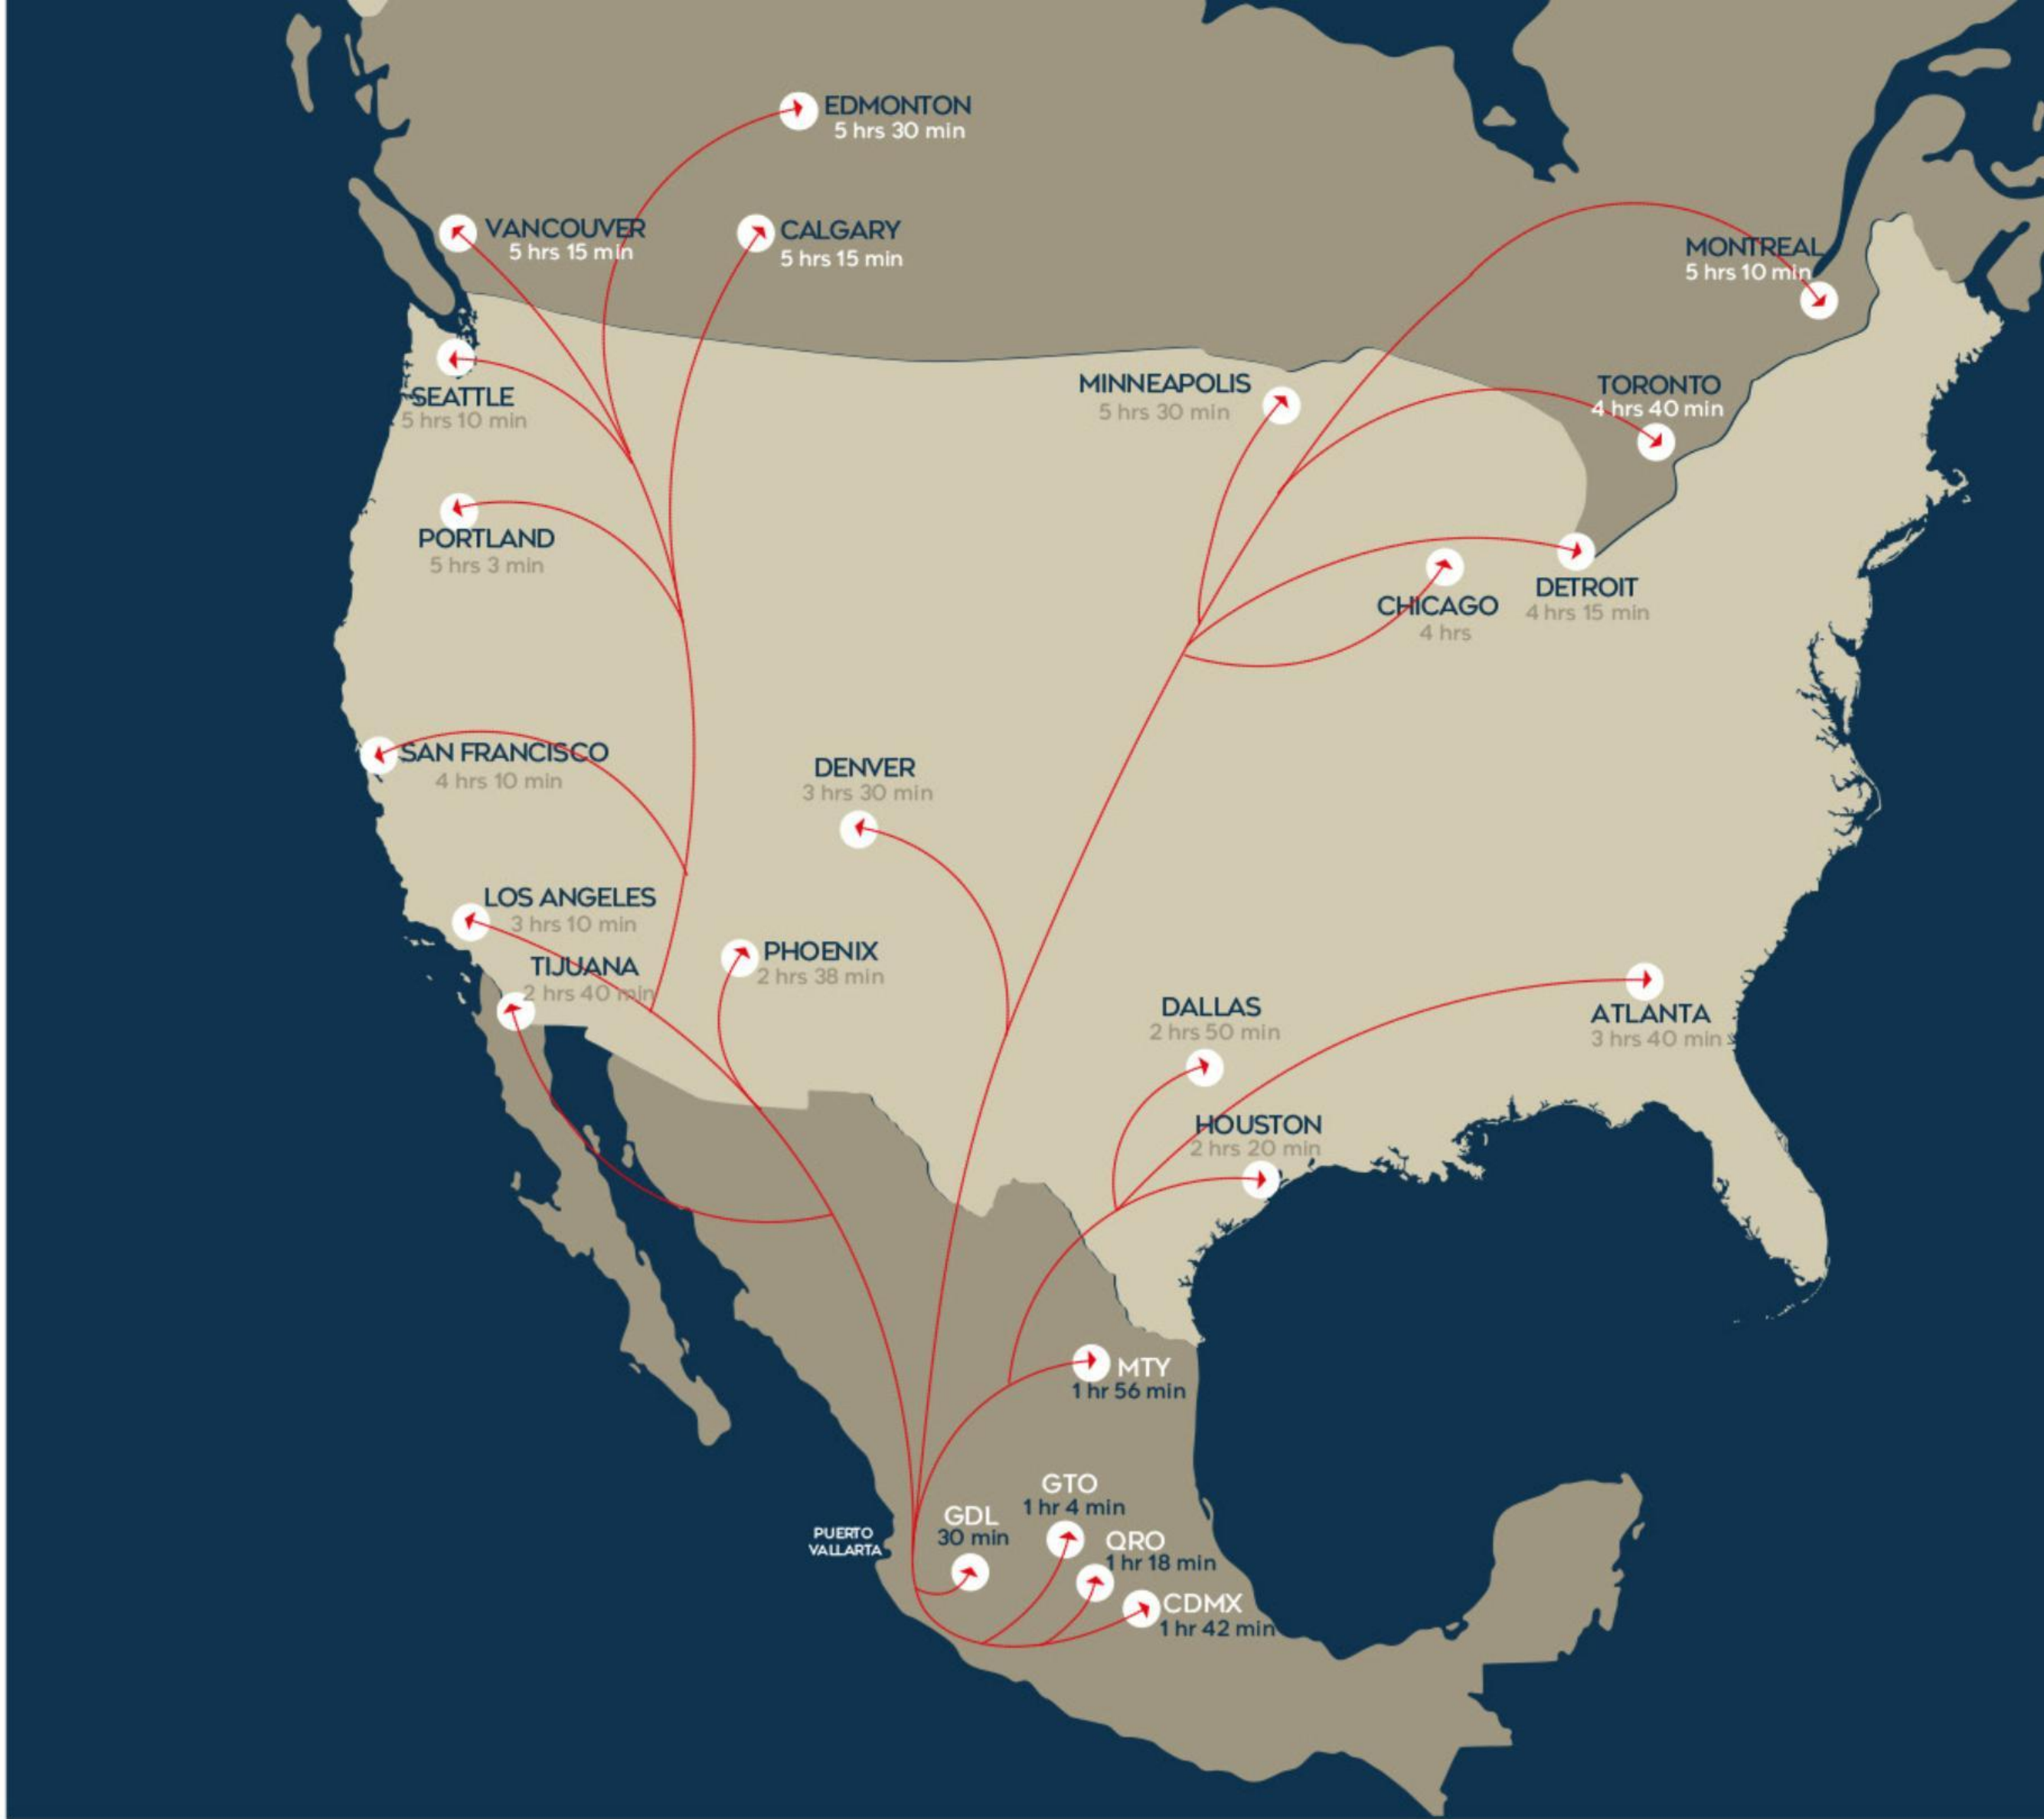 EDMONTON
5 hrs 30 min
VANCOUVER
5 hrs 15 min
CALGARY
5 hrs 15 min
MONTREAL
5 hrs 10 min
SEATTLE
5 hrs 10 min
MINNEAPOLIS
5 hrs 30 min
TORONTO
4 hrs 40 min
PORTLAND
5 hrs 3 min
CHICAGO
4 hrs
DETROIT
4 hrs 15 min
SAN FRANCISCO
4 hrs 10 min
DENVER
3 hrs 30 min
LOS ANGELES
3 hrs 10 min
TIJUANA
2 hrs 40 min
PHOENIX
2 hrs 38 min
DALLAS
2 hrs 50 min
ATLANTA
3 hrs 40 min
HOUSTON
2 hrs 20 min
MTY
1 hr 56 min
GTO
1 hr 4 min
GDL
30 min
PUERTO
VALLARTA
QRO
1 hr 18 min
CDMX
1 hr 42 min